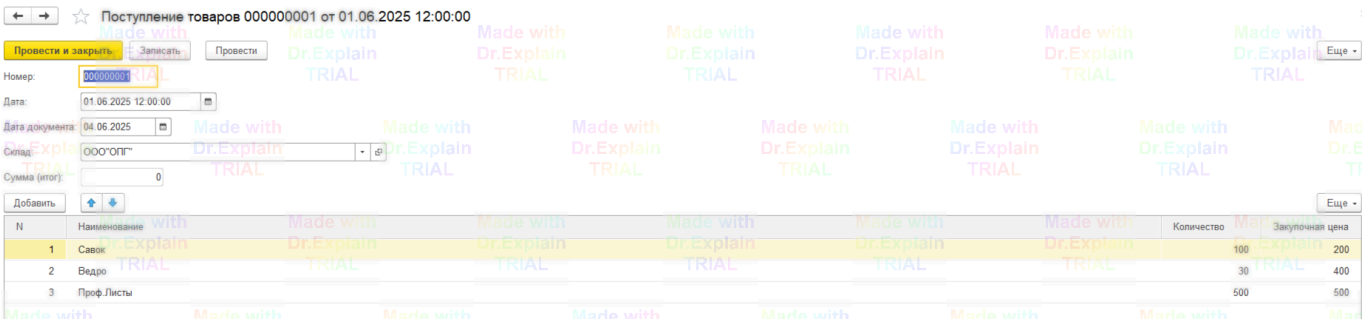 Поступление товаров 000000001 от 01.06.2025 12:00:00
Провести и закрыть Записать Провести Еще
Номер: 000000001
Дата: 01.06.2025 12:00:00
Дата документа: 04.06.2025
Склад: ООО"ОПГ"
Сумма (итог): 0
Добавить Еще
N Наименование Количество Закупочная цена
1 Савок 100 200
2 Ведро 30 400
3 Проф.Листы 500 500
Made with Dr.Explain TRIAL